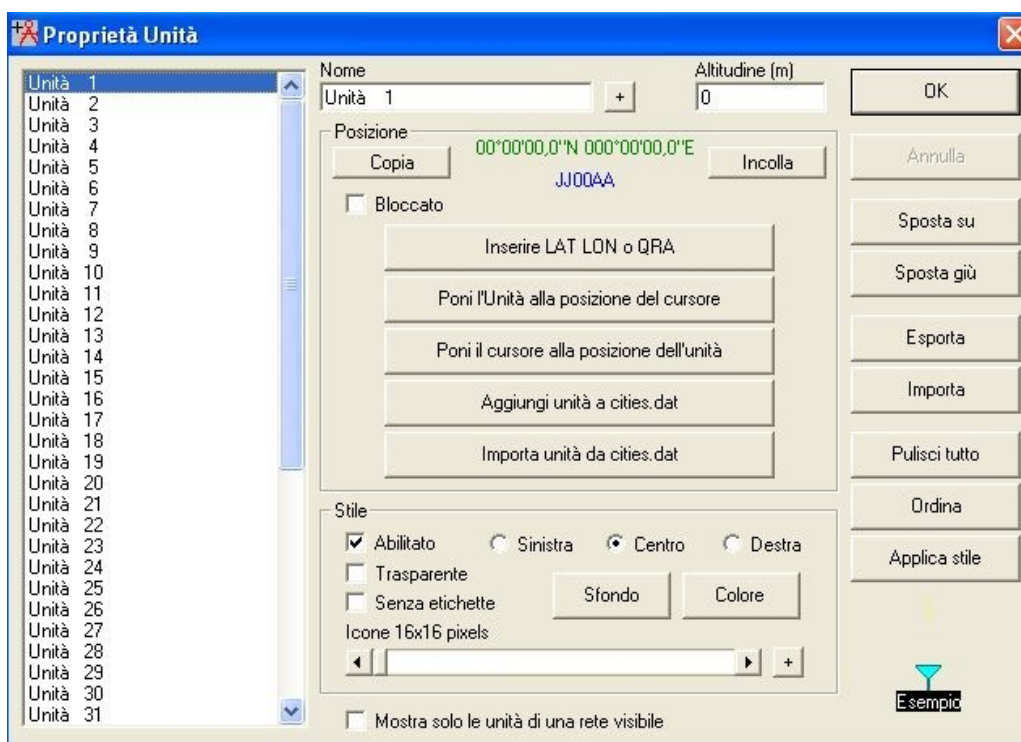 Proprietà Unità
Unità 1
Unità 2
Unità 3
Unità 4
Unità 5
Unità 6
Unità 7
Unità 8
Unità 9
Unità 10
Unità 11
Unità 12
Unità 13
Unità 14
Unità 15
Unità 16
Unità 17
Unità 18
Unità 19
Unità 20
Unità 21
Unità 22
Unità 23
Unità 24
Unità 25
Unità 26
Unità 27
Unità 28
Unità 29
Unità 30
Unità 31
Nome
Altitudine (m)
Unità 1
+
0
Posizione
Copia
00°00'00,0''N 000°00'00,0''E
Incolla
JJ00AA
Bloccato
Inserire LAT LON o QRA
Poni l'Unità alla posizione del cursore
Poni il cursore alla posizione dell'unità
Aggiungi unità a cities.dat
Importa unità da cities.dat
Stile
Abilitato
Sinistra
Centro
Destra
Trasparente
Senza etichette
Sfondo
Colore
Icone 16x16 pixels
+
Mostra solo le unità di una rete visibile
OK
Annulla
Sposta su
Sposta giù
Esporta
Importa
Pulisci tutto
Ordina
Applica stile
Esempio